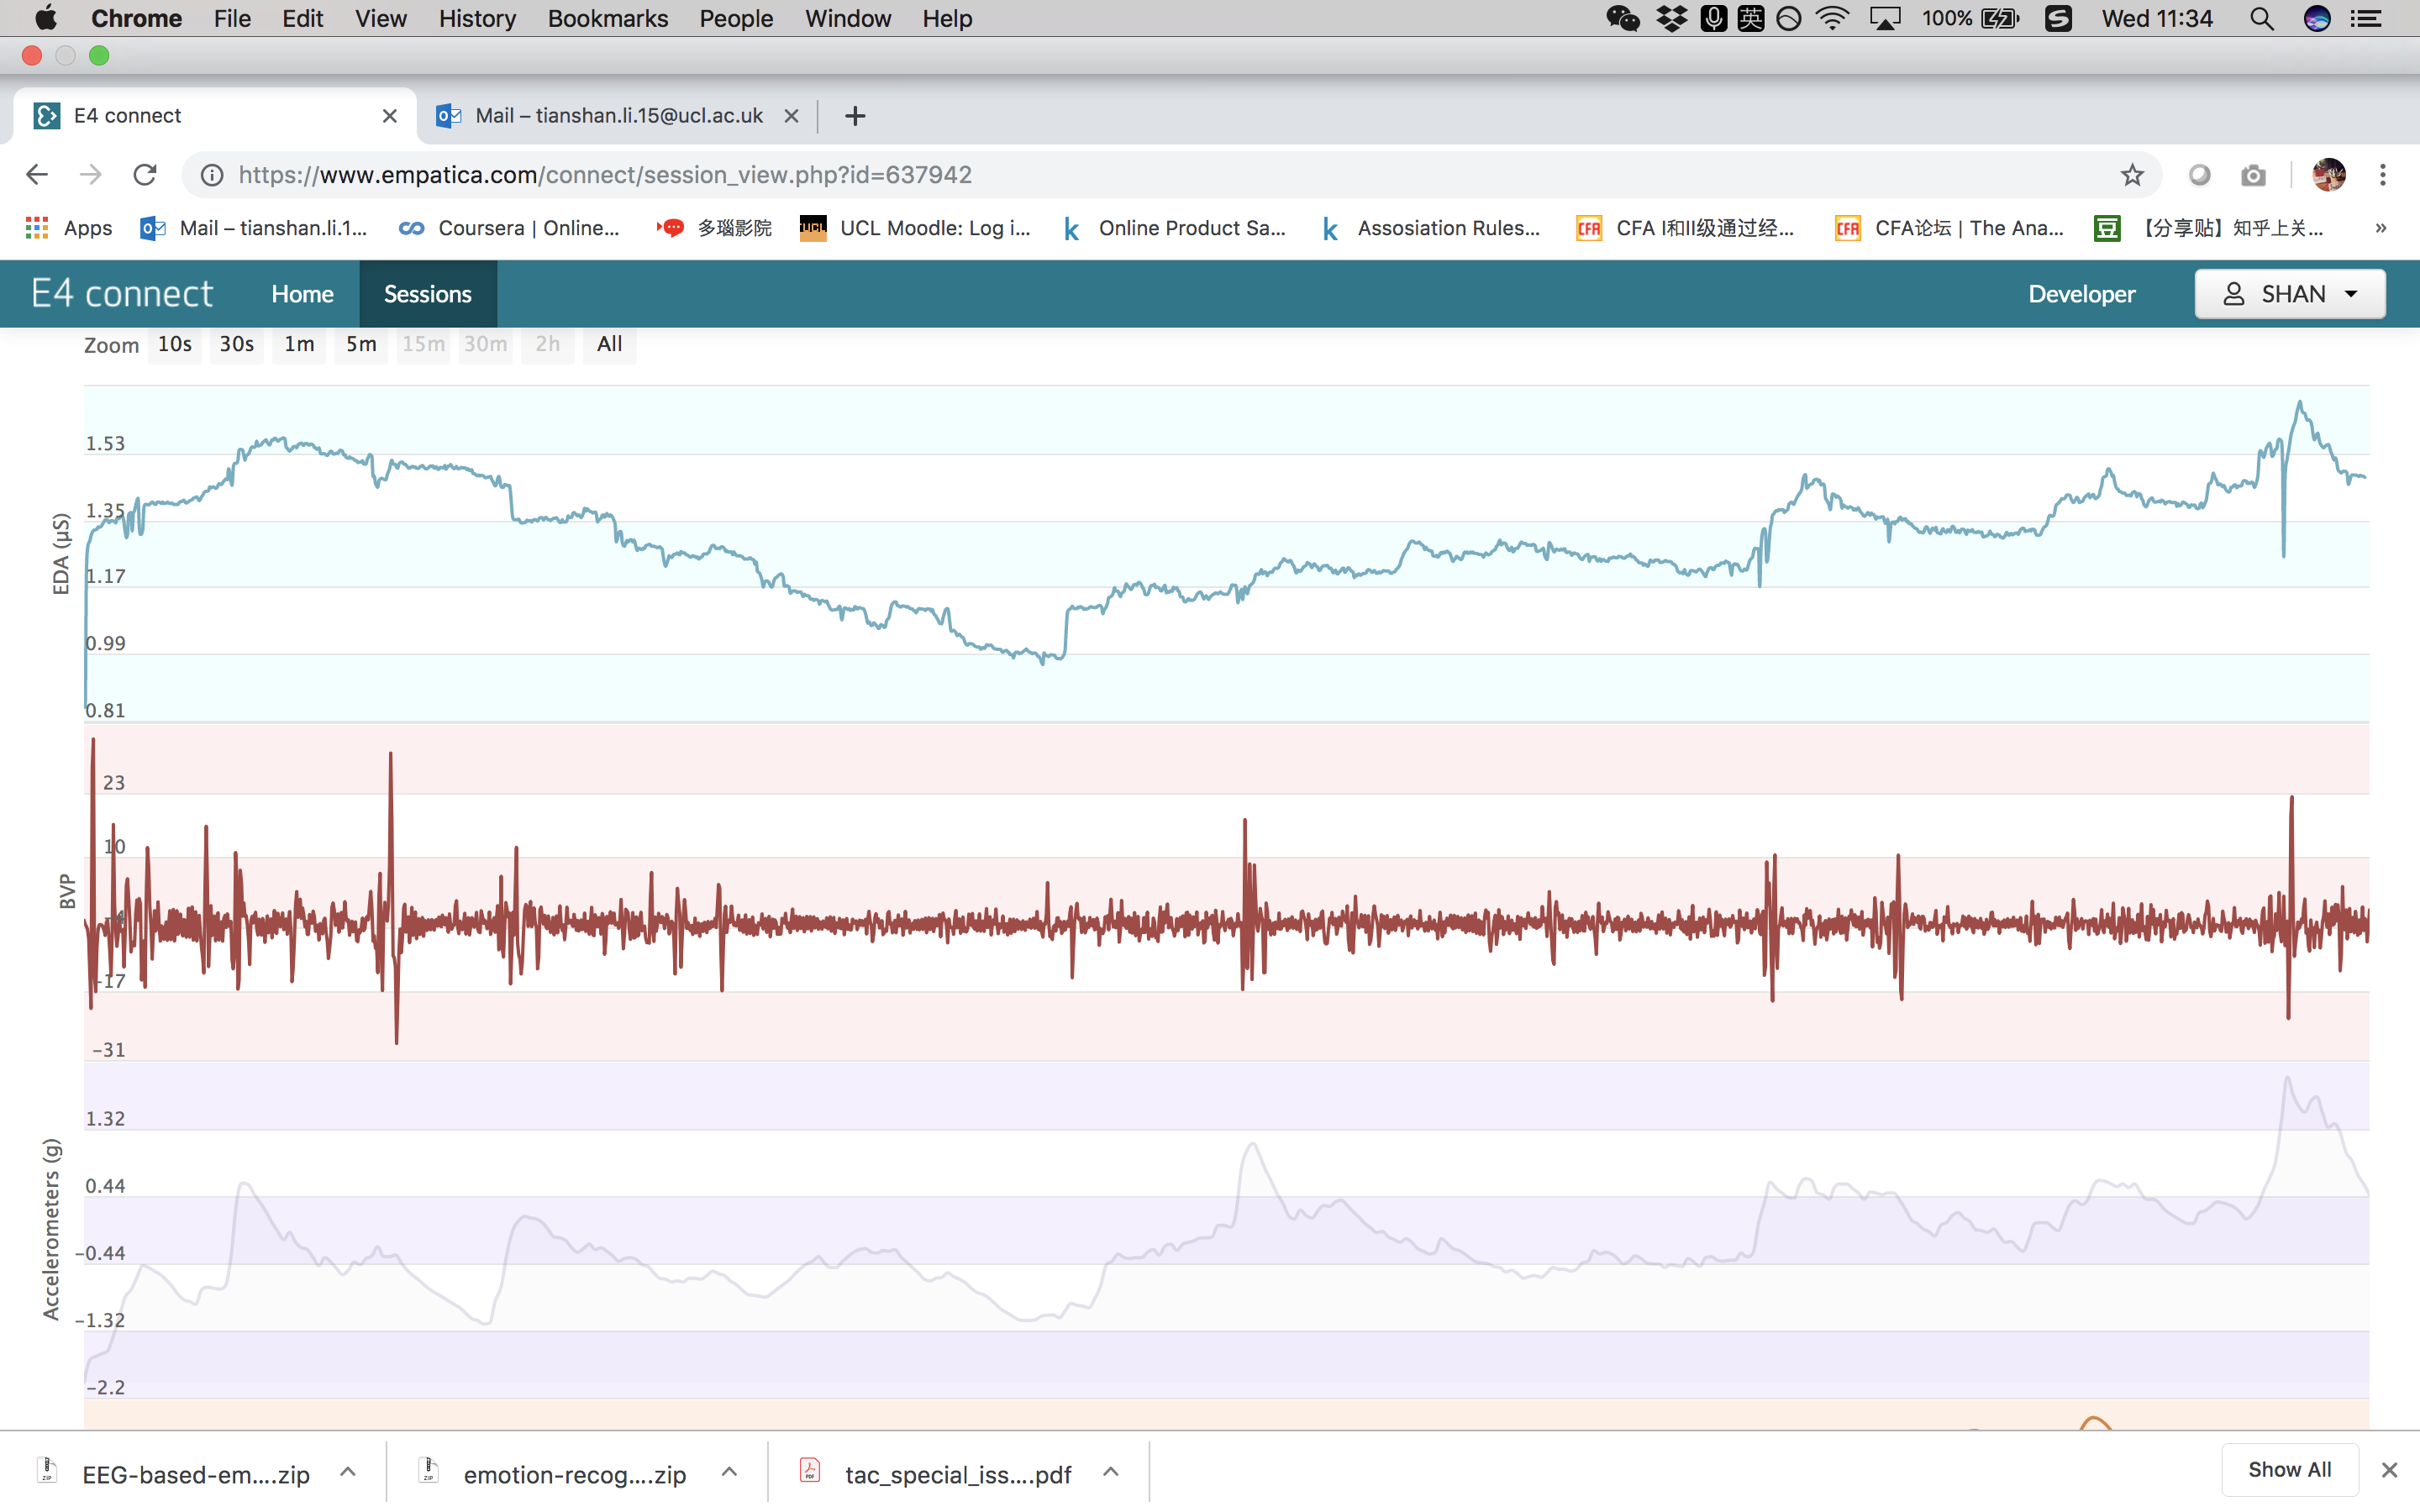 Chrome File Edit View History Bookmarks People Window Help 英 100% Wed 11:34
E4 connect Mail – tianshan.li.15@ucl.ac.uk
https://www.empatica.com/connect/session_view.php?id=637942
Apps Mail – tianshan.li.1... Coursera | Online... 多瑙影院 UCL UCL Moodle: Log i... k Online Product Sa... k Assosiation Rules... CFA CFA I和II级通过经... CFA CFA论坛 | The Ana... 豆 【分享贴】知乎上关... »
E4 connect Home Sessions Developer SHAN
Zoom 10s 30s 1m 5m 15m 30m 2h All
EDA (µS)
1.53
1.35
1.17
0.99
0.81
BVP
23
10
-4
-17
-31
Accelerometers (g)
1.32
0.44
-0.44
-1.32
-2.2
EEG-based-em....zip emotion-recog....zip tac_special_iss....pdf Show All